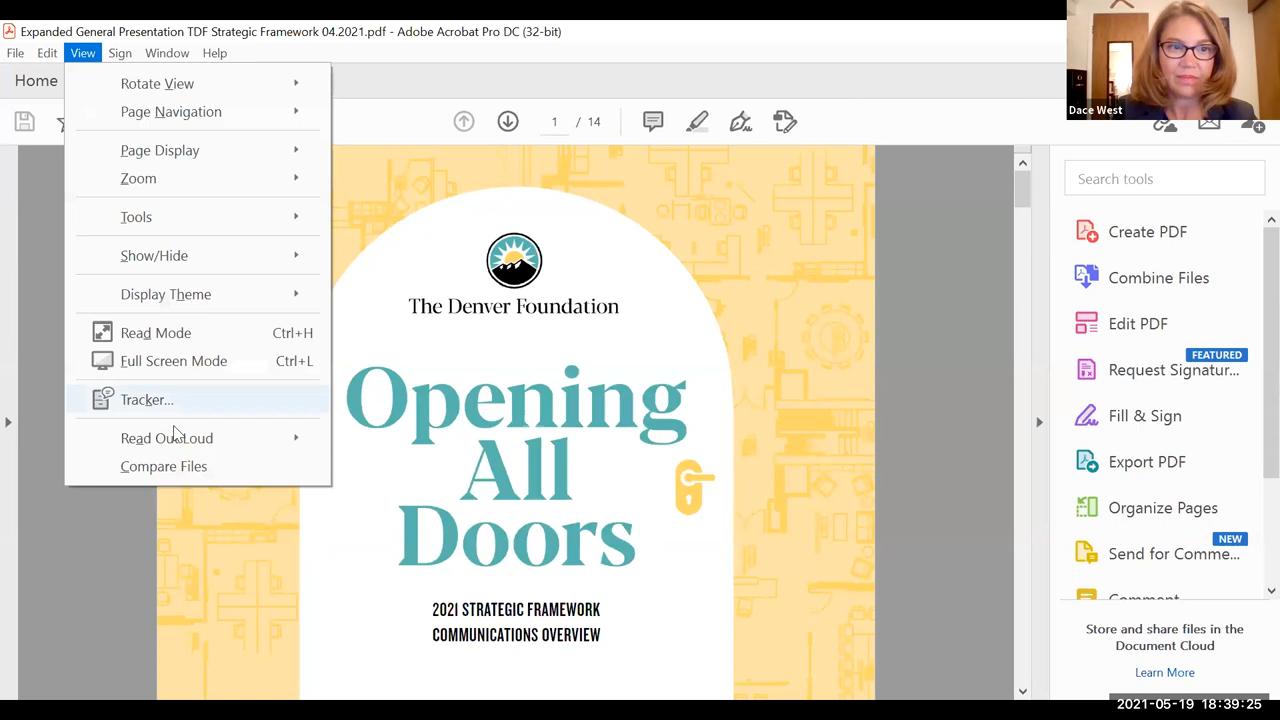 Expanded General Presentation TDF Strategic Framework 04.2021.pdf - Adobe Acrobat Pro DC (32-bit)
File Edit View Sign Window Help
Home
Rotate View
Page Navigation
Page Display
Zoom
Tools
Show/Hide
Display Theme
Read Mode Ctrl+H
Full Screen Mode Ctrl+L
Tracker...
Read Out Loud
Compare Files
1 / 14
The Denver Foundation
Opening
All
Doors
2021 STRATEGIC FRAMEWORK
COMMUNICATIONS OVERVIEW
Dace West
Search tools
Create PDF
Combine Files
Edit PDF
FEATURED
Request Signatur...
Fill & Sign
Export PDF
Organize Pages
NEW
Send for Comme...
Comment
Store and share files in the
Document Cloud
Learn More
2021-05-19 18:39:25